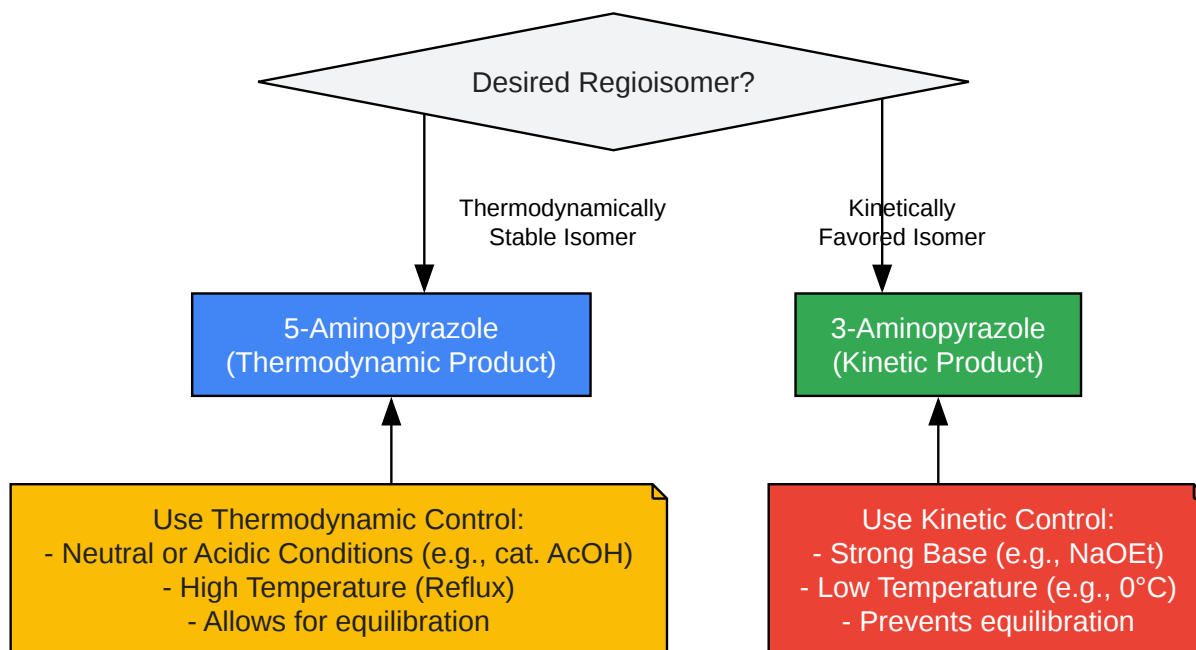 Desired Regioisomer?
Thermodynamically
Stable Isomer
Kinetically
Favored Isomer
5-Aminopyrazole
(Thermodynamic Product)
3-Aminopyrazole
(Kinetic Product)
Use Thermodynamic Control:
- Neutral or Acidic Conditions (e.g., cat. AcOH)
- High Temperature (Reflux)
- Allows for equilibration
Use Kinetic Control:
- Strong Base (e.g., NaOEt)
- Low Temperature (e.g., 0°C)
- Prevents equilibration